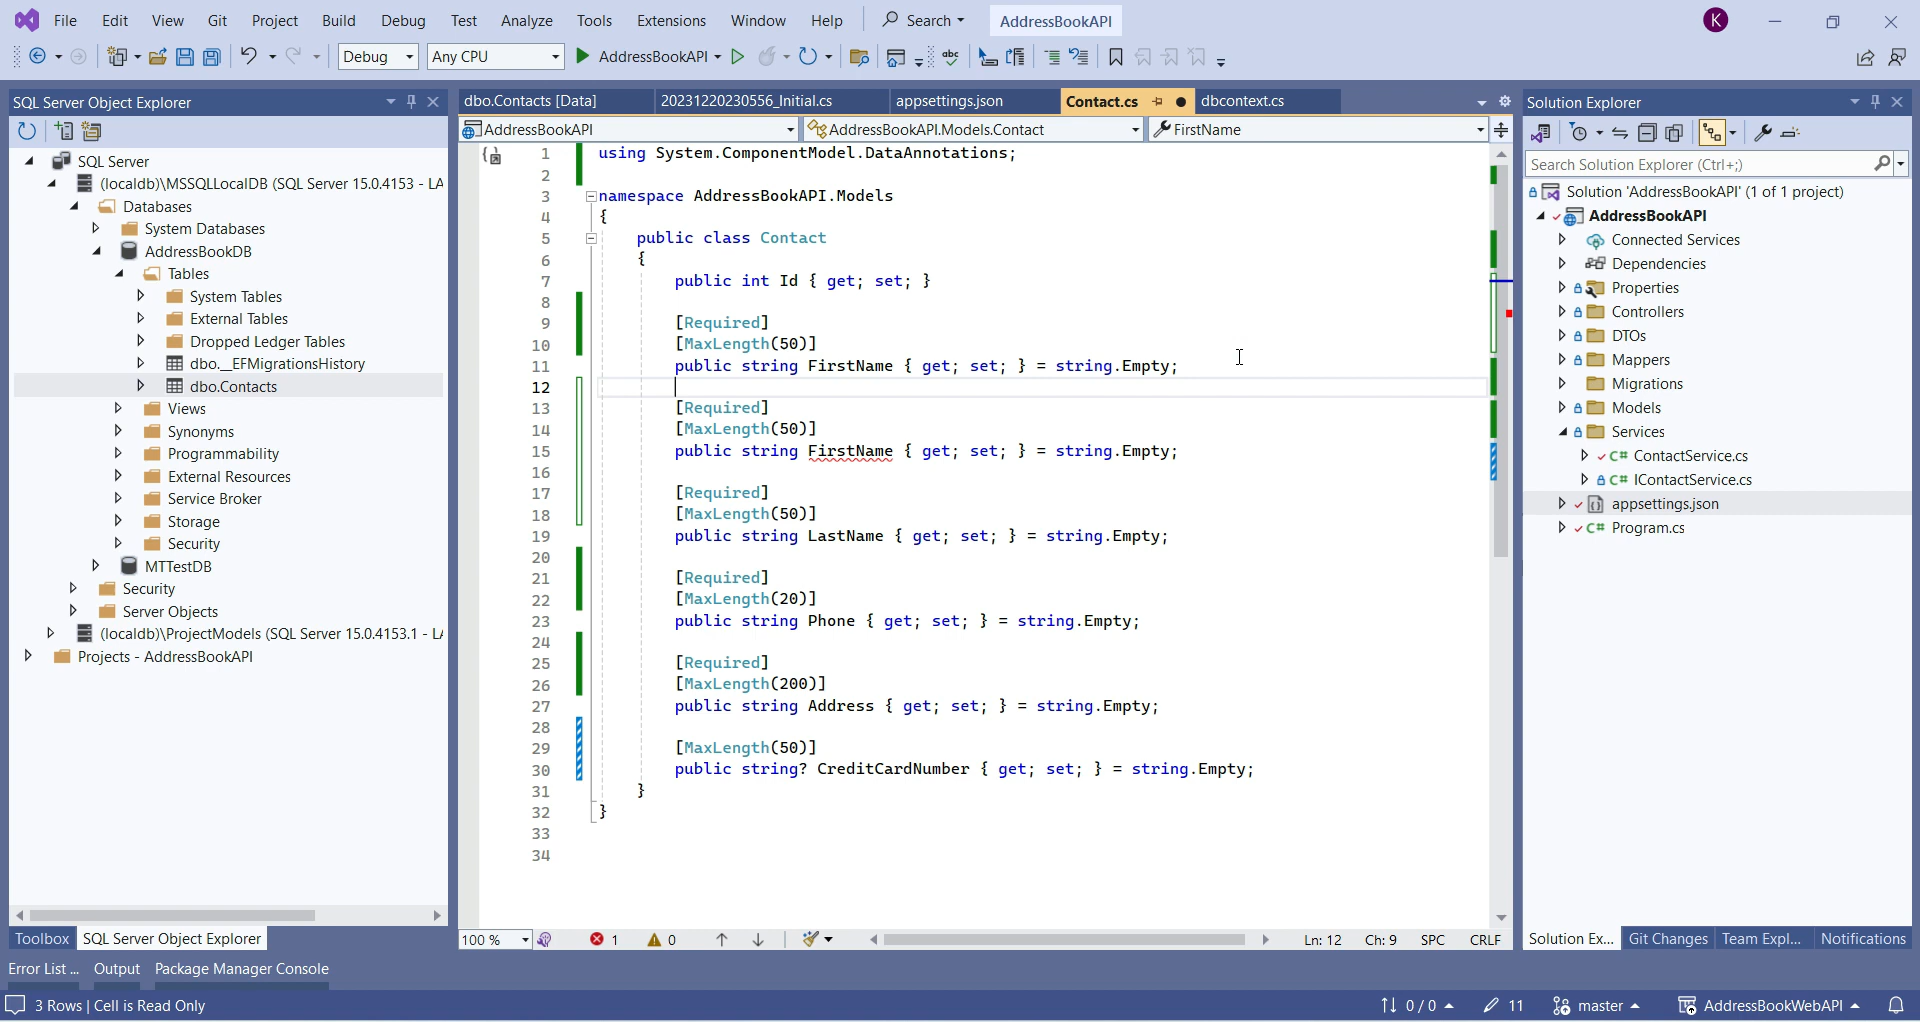 File Edit View Git Project Build Debug Test Analyze Tools Extensions Window Help Search AddressBookAPI K
Debug Any CPU AddressBookAPI abc
SQL Server Object Explorer
SQL Server
(localdb)\MSSQLLocalDB (SQL Server 15.0.4153 - LA
Databases
System Databases
AddressBookDB
Tables
System Tables
External Tables
Dropped Ledger Tables
dbo.__EFMigrationsHistory
dbo.Contacts
Views
Synonyms
Programmability
External Resources
Service Broker
Storage
Security
MTTestDB
Security
Server Objects
(localdb)\ProjectModels (SQL Server 15.0.4153.1 - LA
Projects - AddressBookAPI
Toolbox SQL Server Object Explorer
dbo.Contacts [Data] 20231220230556_Initial.cs appsettings.json Contact.cs dbcontext.cs
AddressBookAPI AddressBookAPI.Models.Contact FirstName
1 using System.ComponentModel.DataAnnotations;
2
3 namespace AddressBookAPI.Models
4 {
5 public class Contact
6 {
7 public int Id { get; set; }
8
9 [Required]
10 [MaxLength(50)]
11 public string FirstName { get; set; } = string.Empty;
12
13 [Required]
14 [MaxLength(50)]
15 public string FirstName { get; set; } = string.Empty;
16
17 [Required]
18 [MaxLength(50)]
19 public string LastName { get; set; } = string.Empty;
20
21 [Required]
22 [MaxLength(20)]
23 public string Phone { get; set; } = string.Empty;
24
25 [Required]
26 [MaxLength(200)]
27 public string Address { get; set; } = string.Empty;
28
29 [MaxLength(50)]
30 public string? CreditCardNumber { get; set; } = string.Empty;
31 }
32 }
33
34
100 % 1 0 Ln: 12 Ch: 9 SPC CRLF
Solution Explorer
Search Solution Explorer (Ctrl+;)
Solution 'AddressBookAPI' (1 of 1 project)
AddressBookAPI
Connected Services
Dependencies
Properties
Controllers
DTOs
Mappers
Migrations
Models
Services
C# ContactService.cs
C# IContactService.cs
appsettings.json
C# Program.cs
Solution Ex... Git Changes Team Expl... Notifications
Error List ... Output Package Manager Console
3 Rows | Cell is Read Only 0 / 0 11 master AddressBookWebAPI